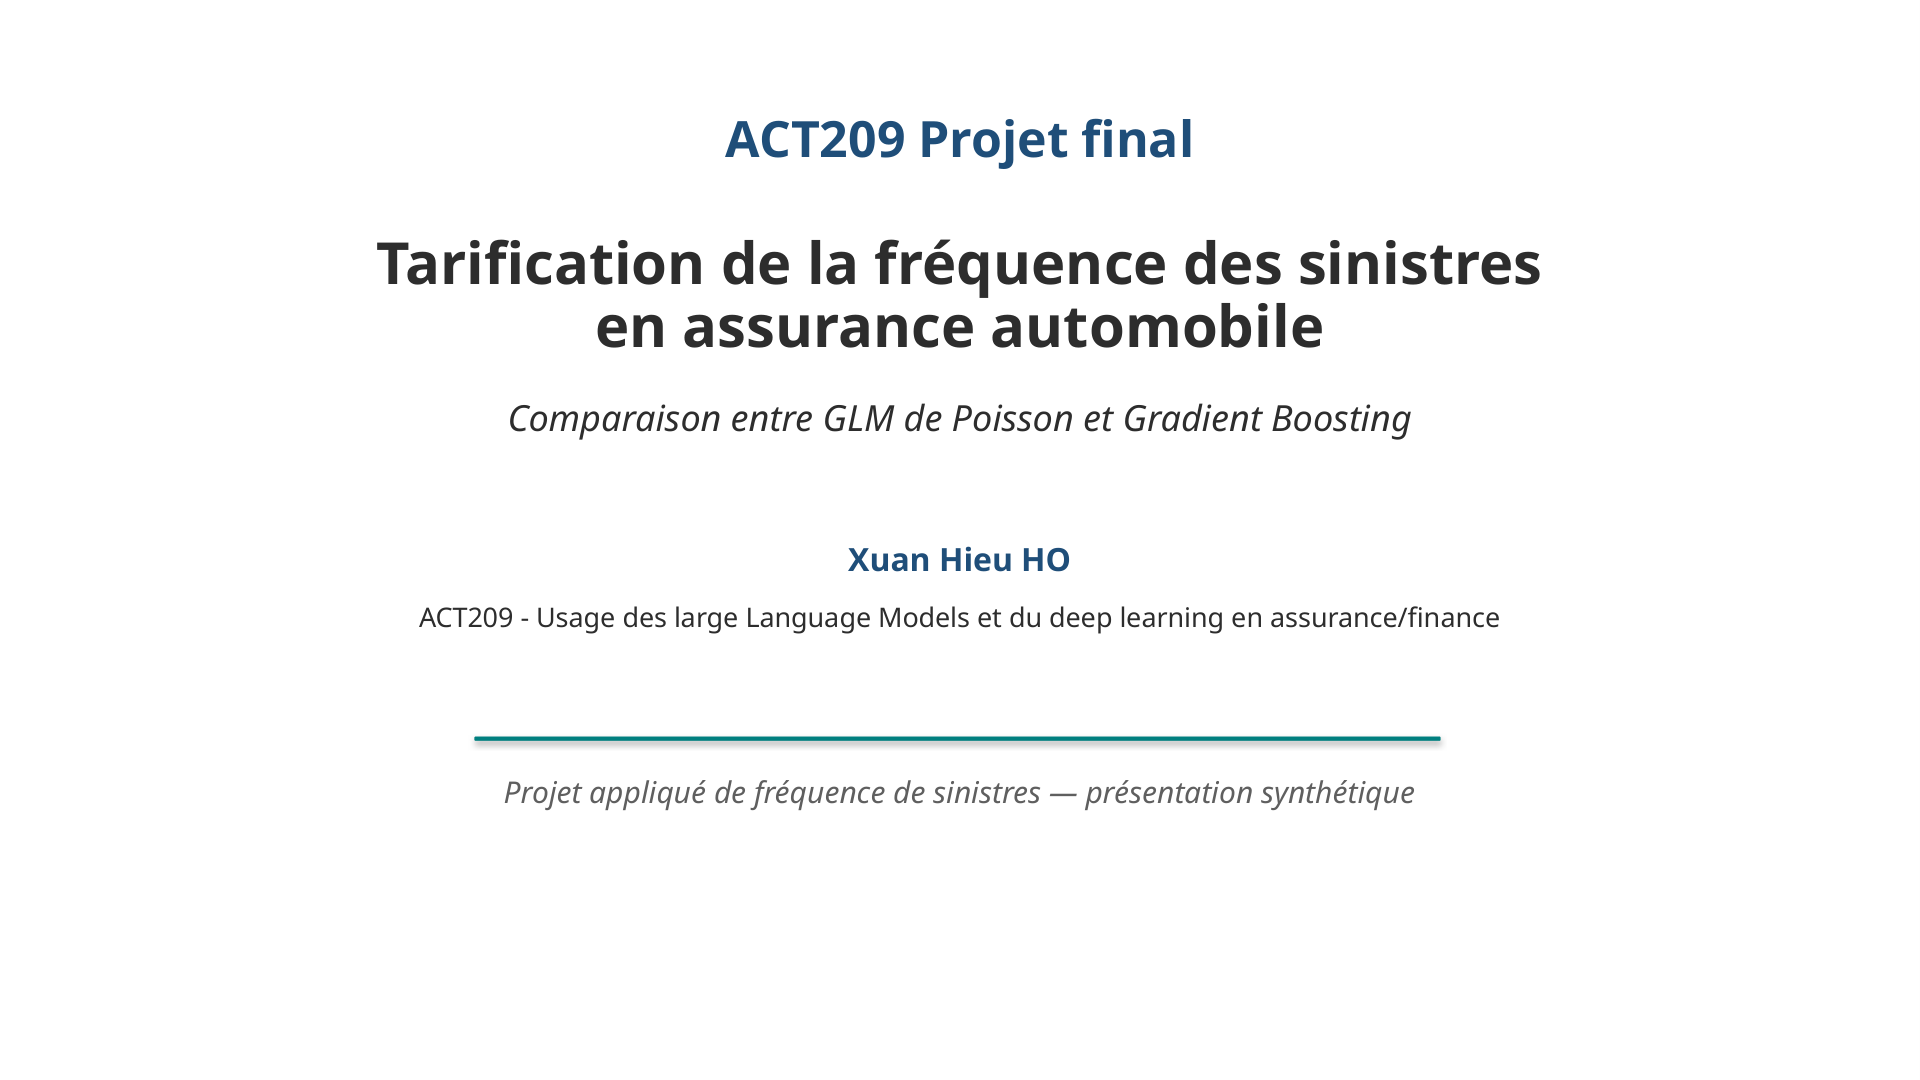 ACT209 Projet final
Tarification de la fréquence des sinistres
en assurance automobile
Comparaison entre GLM de Poisson et Gradient Boosting
Xuan Hieu HO
ACT209 - Usage des large Language Models et du deep learning en assurance/finance
Projet appliqué de fréquence de sinistres — présentation synthétique